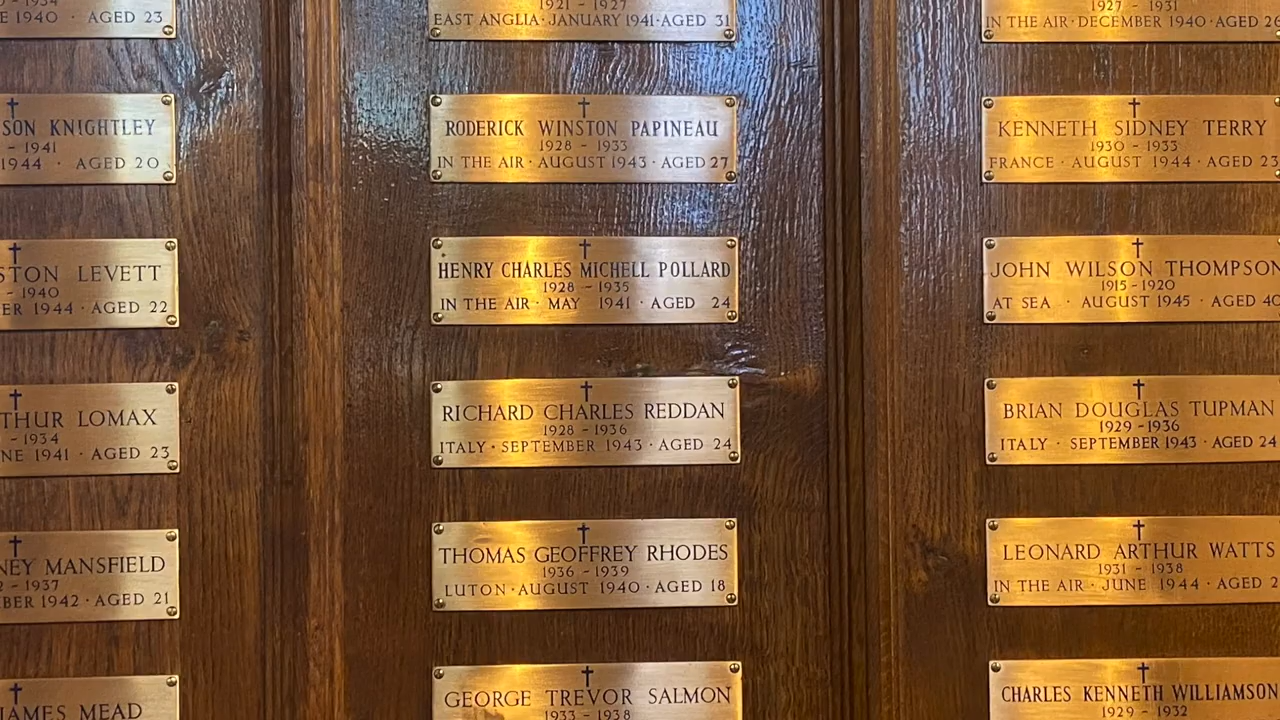 1940 · AGED 23
SON KNIGHTLEY
- 1941
1944 · AGED 20
STON LEVETT
- 1940
ER 1944 · AGED 22
THUR LOMAX
- 1934
NE 1941 · AGED 23
NEY MANSFIELD
- 1937
BER 1942 · AGED 21
JAMES MEAD
1921 - 1927
EAST ANGLIA · JANUARY 1941 · AGED 31
RODERICK WINSTON PAPINEAU
1928 - 1933
IN THE AIR · AUGUST 1943 · AGED 27
HENRY CHARLES MICHELL POLLARD
1928 - 1935
IN THE AIR · MAY 1941 · AGED 24
RICHARD CHARLES REDDAN
1928 - 1936
ITALY · SEPTEMBER 1943 · AGED 24
THOMAS GEOFFREY RHODES
1936 - 1939
LUTON · AUGUST 1940 · AGED 18
GEORGE TREVOR SALMON
1933 - 1938
1927 - 1931
IN THE AIR · DECEMBER 1940 · AGED 26
KENNETH SIDNEY TERRY
1930 - 1933
FRANCE · AUGUST 1944 · AGED 23
JOHN WILSON THOMPSON
1915 - 1920
AT SEA · AUGUST 1945 · AGED 40
BRIAN DOUGLAS TUPMAN
1929 - 1936
ITALY · SEPTEMBER 1943 · AGED 24
LEONARD ARTHUR WATTS
1931 - 1938
IN THE AIR · JUNE 1944 · AGED 2
CHARLES KENNETH WILLIAMSON
1929 - 1932